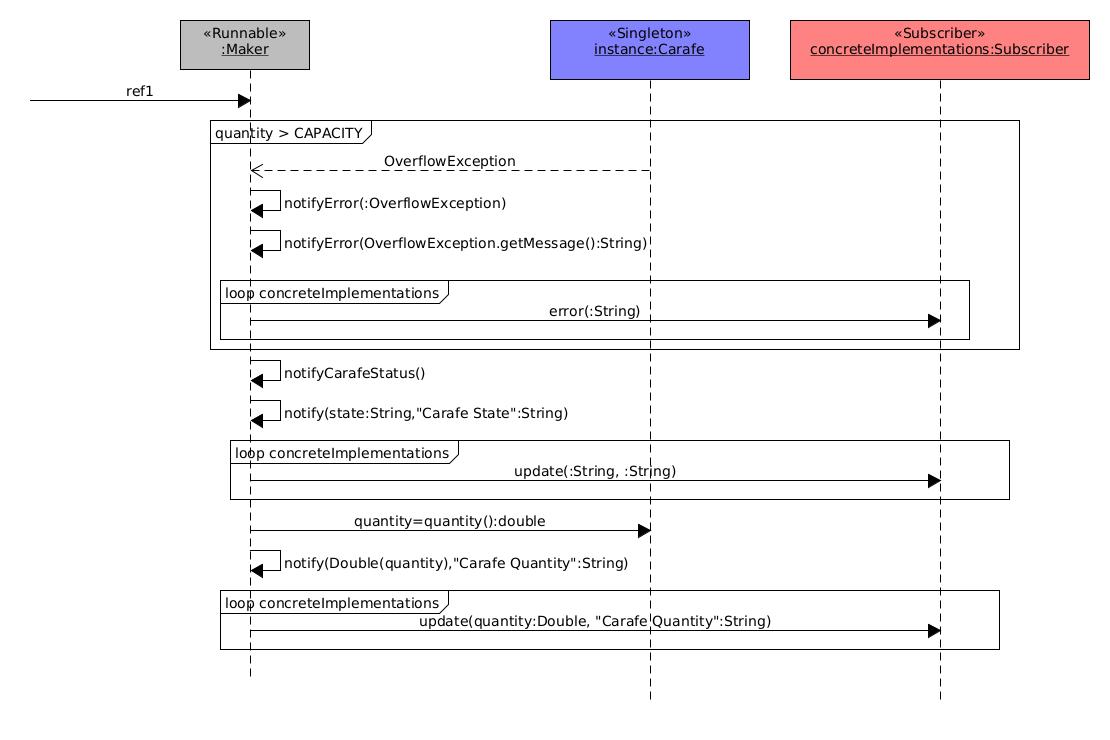 «Runnable»
:Maker
«Singleton»
instance:Carafe
«Subscriber»
concreteImplementations:Subscriber
ref1
quantity > CAPACITY
OverflowException
notifyError(:OverflowException)
notifyError(OverflowException.getMessage():String)
loop concreteImplementations
error(:String)
notifyCarafeStatus()
notify(state:String,"Carafe State":String)
loop concreteImplementations
update(:String, :String)
quantity=quantity():double
notify(Double(quantity),"Carafe Quantity":String)
loop concreteImplementations
update(quantity:Double, "Carafe Quantity":String)